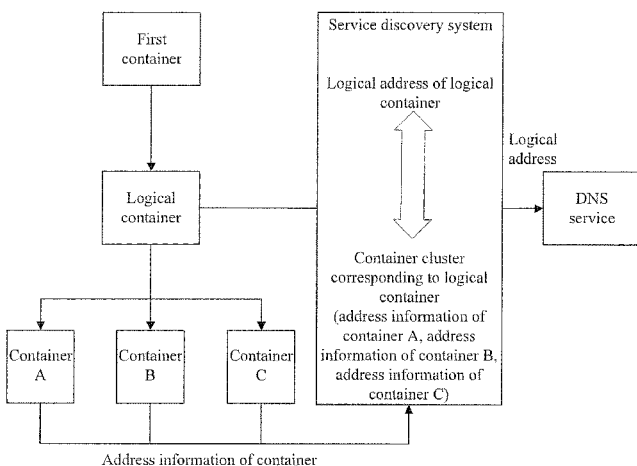 First
container
Service discovery system
Logical address of logical
container
Logical
address
Logical
container
DNS
service
Container cluster
corresponding to logical
container
(address information of
container A, address
information of container B,
address information of
container C)
Container
A
Container
B
Container
C
Address information of container